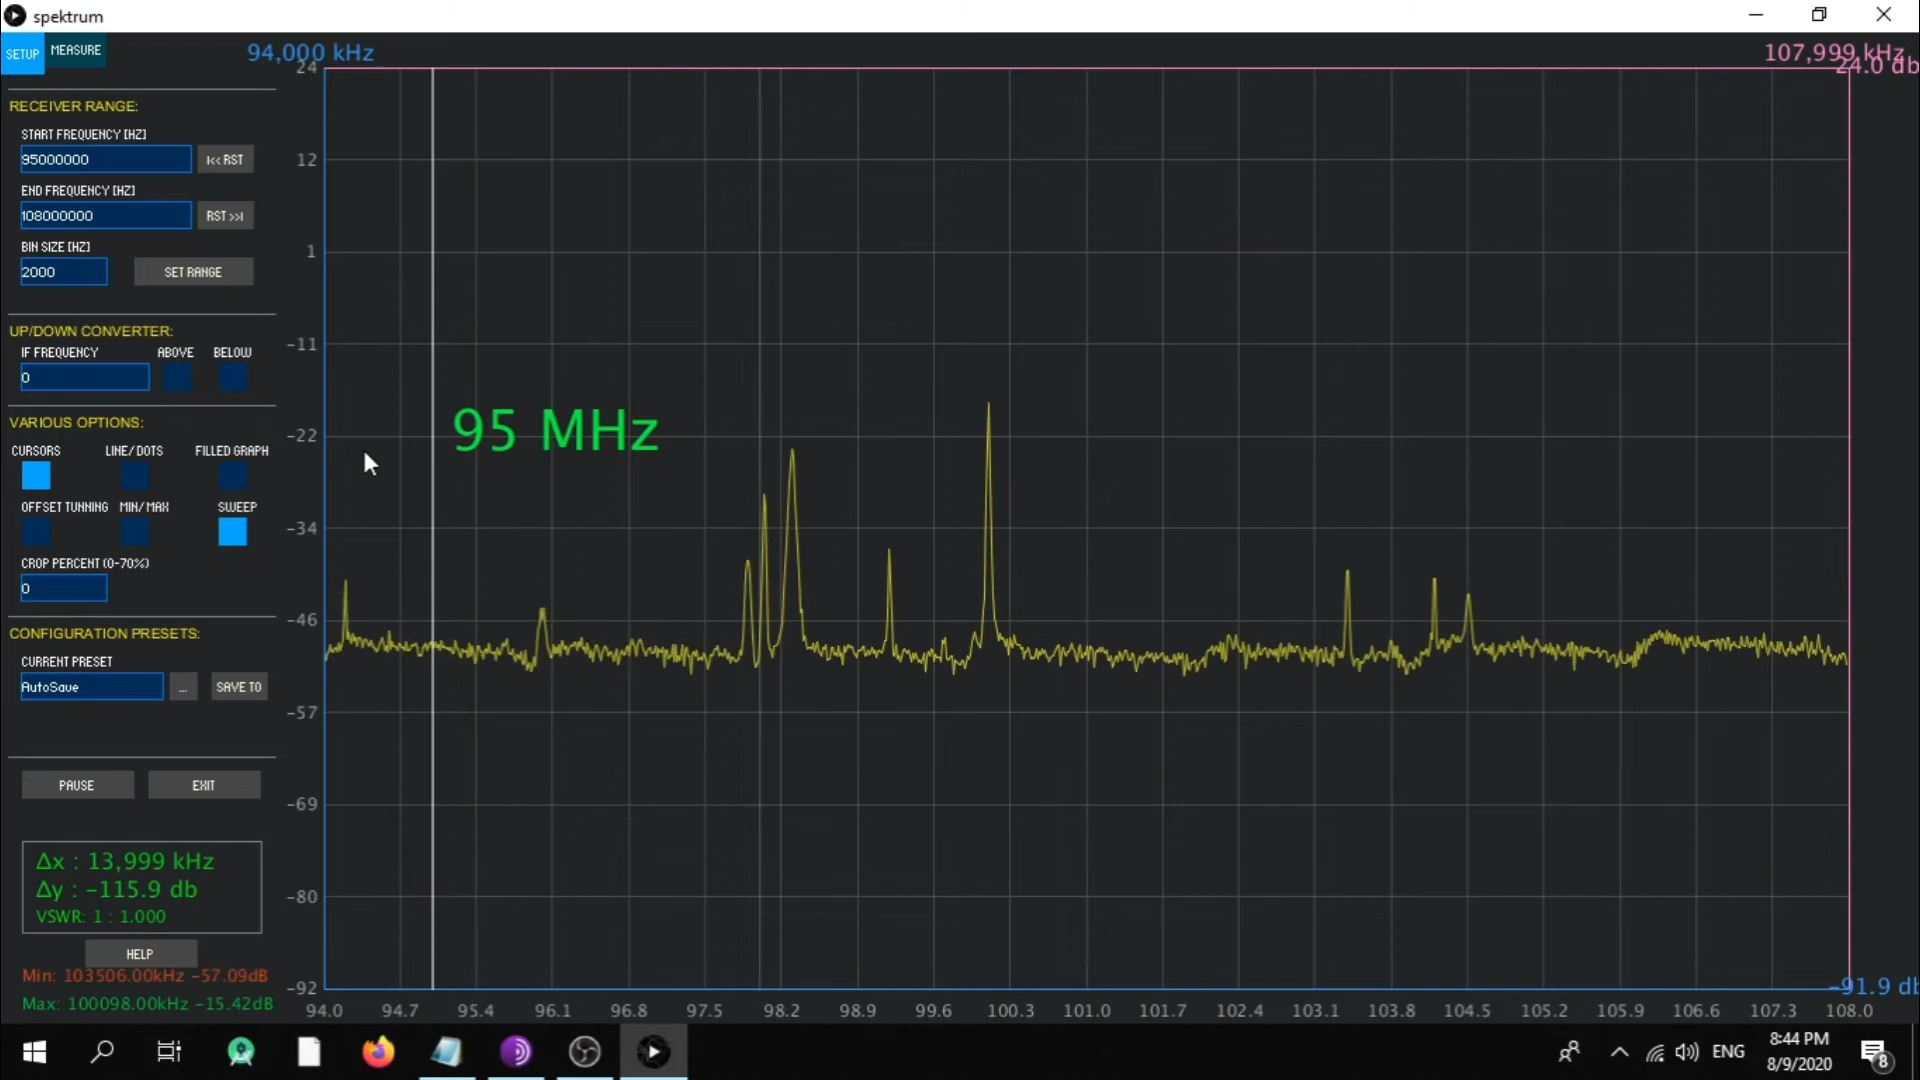 spektrum
SETUP MEASURE
94,000 kHz
107,999 kHz
24.0 db
RECEIVER RANGE:
START FREQUENCY [HZ]
95000000 |<< RST
END FREQUENCY [HZ]
108000000 RST >>|
BIN SIZE [HZ]
2000 SET RANGE
UP/DOWN CONVERTER:
IF FREQUENCY ABOVE BELOW
0
VARIOUS OPTIONS:
CURSORS LINE/DOTS FILLED GRAPH
OFFSET TUNNING MIN/MAX SWEEP
CROP PERCENT (0-70%)
0
CONFIGURATION PRESETS:
CURRENT PRESET
AutoSave ... SAVE TO
PAUSE EXIT
Δx : 13,999 kHz
Δy : -115.9 db
VSWR: 1 : 1.000
HELP
Min: 103506.00kHz -57.09dB
Max: 100098.00kHz -15.42dB
24
12
1
-11
-22
-34
-46
-57
-69
-80
-92
95 MHz
-91.9 db
94.0 94.7 95.4 96.1 96.8 97.5 98.2 98.9 99.6 100.3 101.0 101.7 102.4 103.1 103.8 104.5 105.2 105.9 106.6 107.3 108.0
ENG
8:44 PM
8/9/2020
8